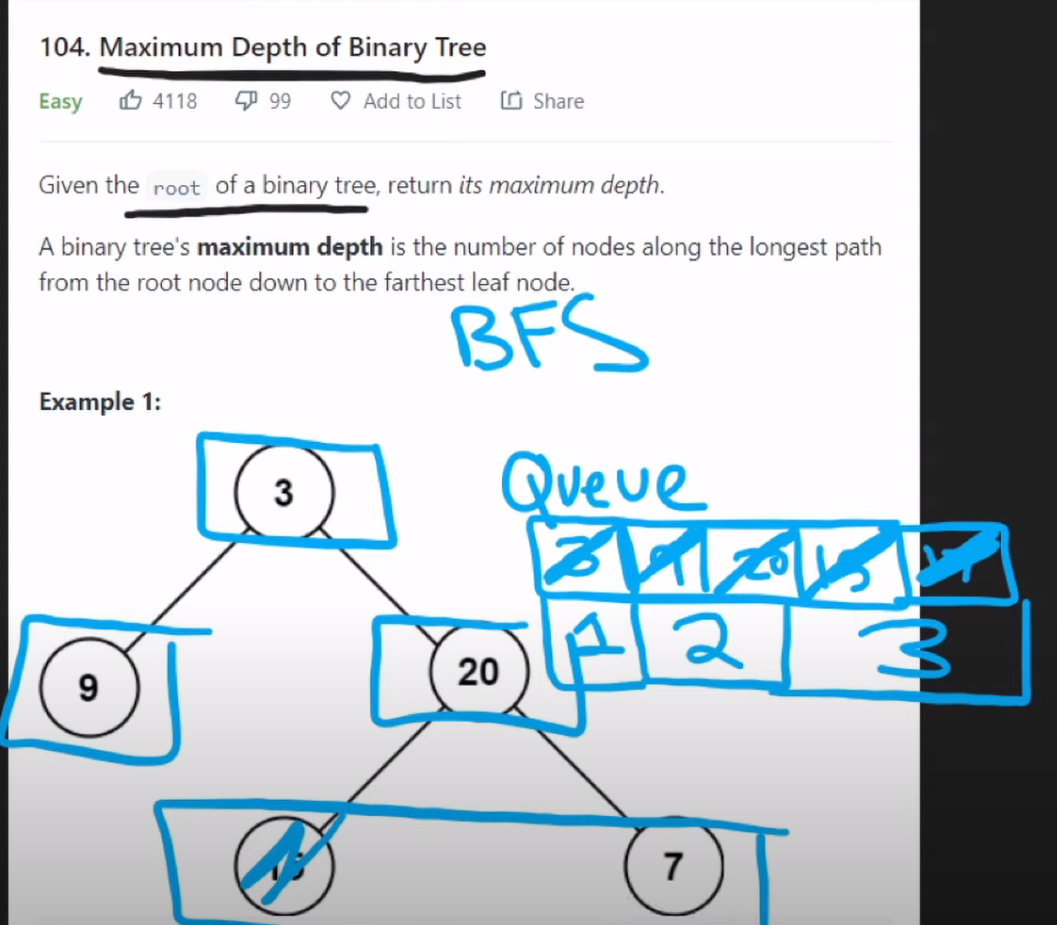 104. Maximum Depth of Binary Tree
Easy 4118 99 Add to List Share
Given the root of a binary tree, return its maximum depth.
A binary tree's maximum depth is the number of nodes along the longest path
from the root node down to the farthest leaf node.
BFS
Example 1:
Queue
3
3 9 20 15
1 2 3
9
20
7